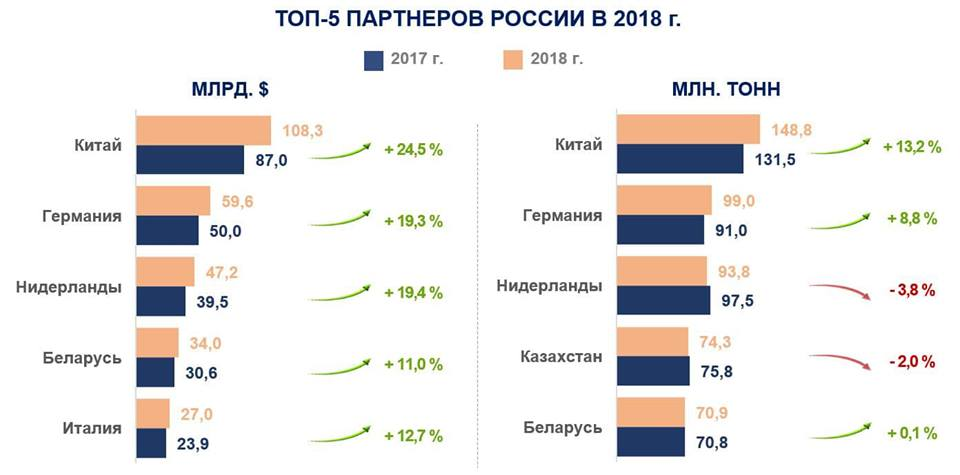 ТОП-5 ПАРТНЕРОВ РОССИИ В 2018 г.
2017 г.
2018 г.
МЛРД. $
Китай
108,3
87,0
+ 24,5 %
Германия
59,6
50,0
+ 19,3 %
Нидерланды
47,2
39,5
+ 19,4 %
Беларусь
34,0
30,6
+ 11,0 %
Италия
27,0
23,9
+ 12,7 %
МЛН. ТОНН
Китай
148,8
131,5
+ 13,2 %
Германия
99,0
91,0
+ 8,8 %
Нидерланды
93,8
97,5
- 3,8 %
Казахстан
74,3
75,8
- 2,0 %
Беларусь
70,9
70,8
+ 0,1 %